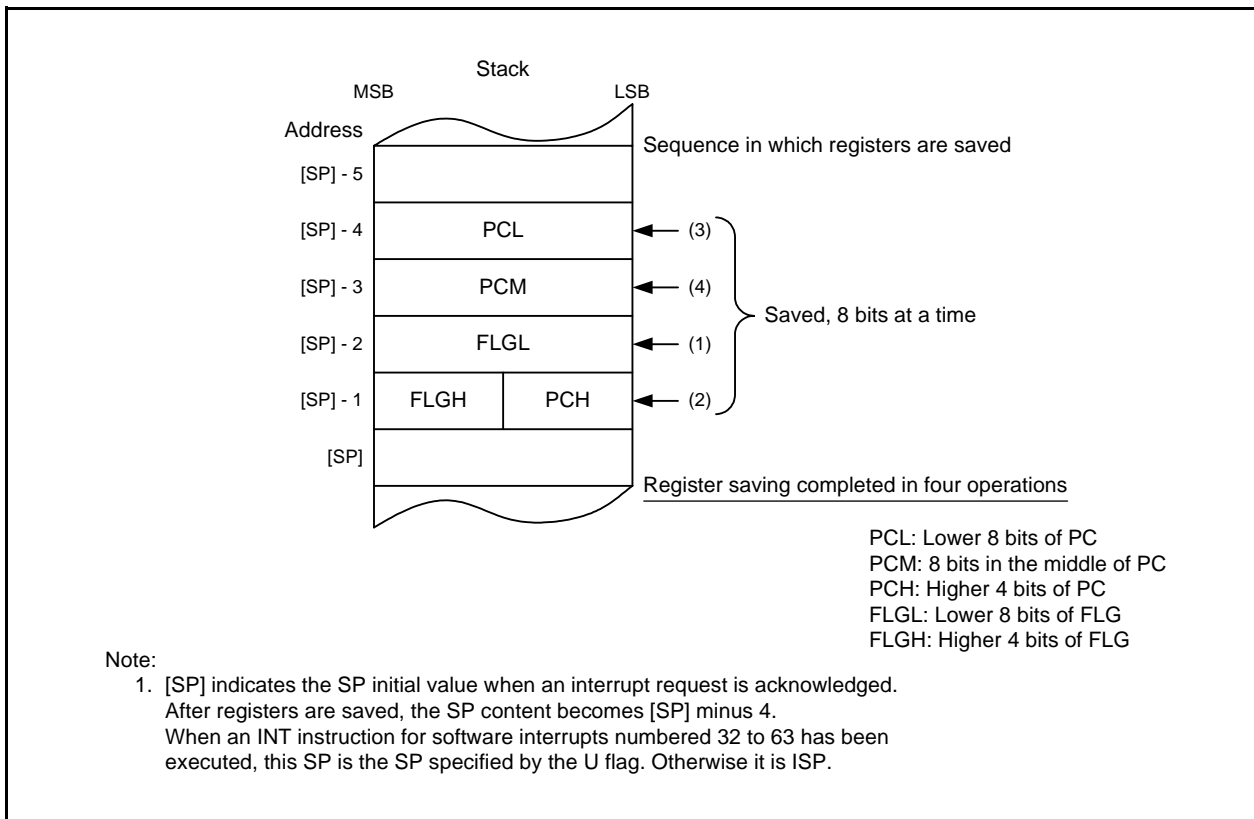 Stack
MSB
LSB
Address
Sequence in which registers are saved
[SP] - 5
[SP] - 4
PCL
(3)
[SP] - 3
PCM
(4)
Saved, 8 bits at a time
[SP] - 2
FLGL
(1)
[SP] - 1
FLGH
PCH
(2)
[SP]
Register saving completed in four operations
PCL: Lower 8 bits of PC
PCM: 8 bits in the middle of PC
PCH: Higher 4 bits of PC
FLGL: Lower 8 bits of FLG
FLGH: Higher 4 bits of FLG
Note:
1. [SP] indicates the SP initial value when an interrupt request is acknowledged.
After registers are saved, the SP content becomes [SP] minus 4.
When an INT instruction for software interrupts numbered 32 to 63 has been
executed, this SP is the SP specified by the U flag. Otherwise it is ISP.